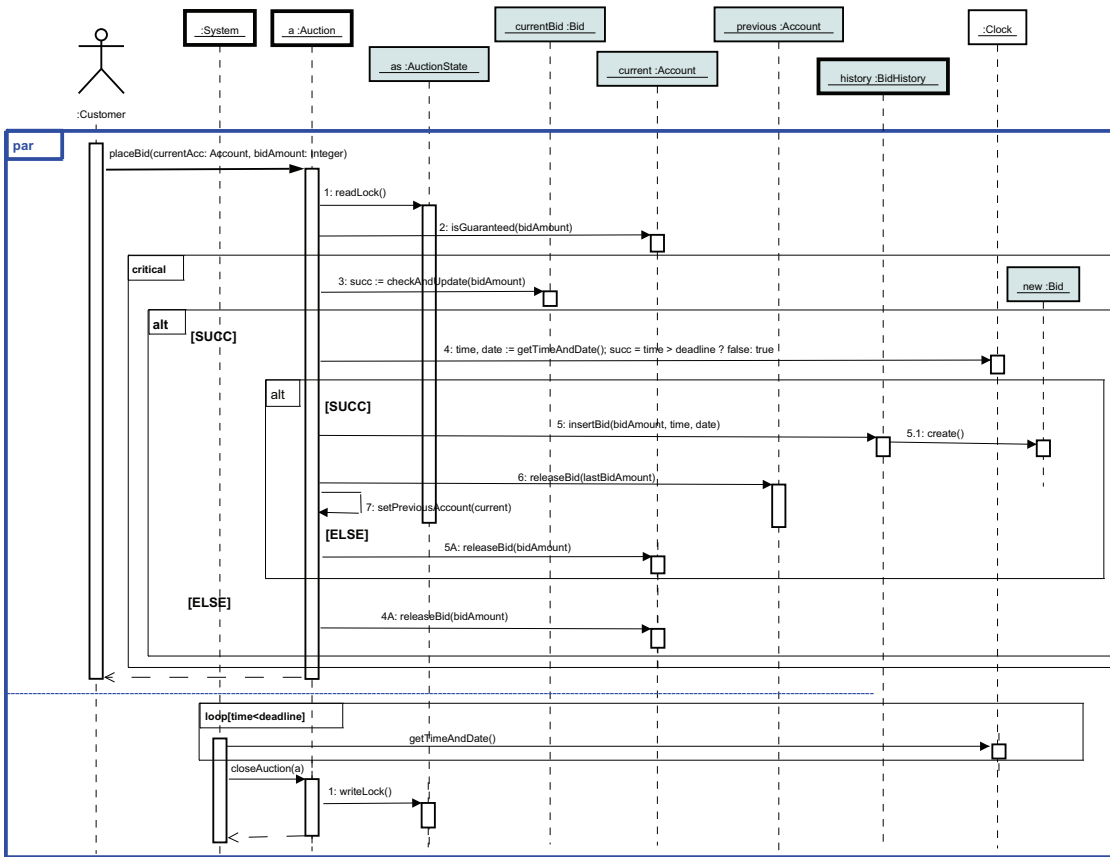 :System
a :Auction
currentBid :Bid
previous :Account
:Clock
as :AuctionState
current :Account
history :BidHistory
:Customer
par
placeBid(currentAcc: Account, bidAmount: Integer)
1: readLock()
2: isGuaranteed(bidAmount)
critical
3: succ := checkAndUpdate(bidAmount)
new :Bid
alt
[SUCC]
4: time, date := getTimeAndDate(); succ = time > deadline ? false: true
alt
[SUCC]
5: insertBid(bidAmount, time, date)
5.1: create()
6: releaseBid(lastBidAmount)
7: setPreviousAccount(current)
[ELSE]
5A: releaseBid(bidAmount)
[ELSE]
4A: releaseBid(bidAmount)
loop[time<deadline]
getTimeAndDate()
closeAuction(a)
1: writeLock()